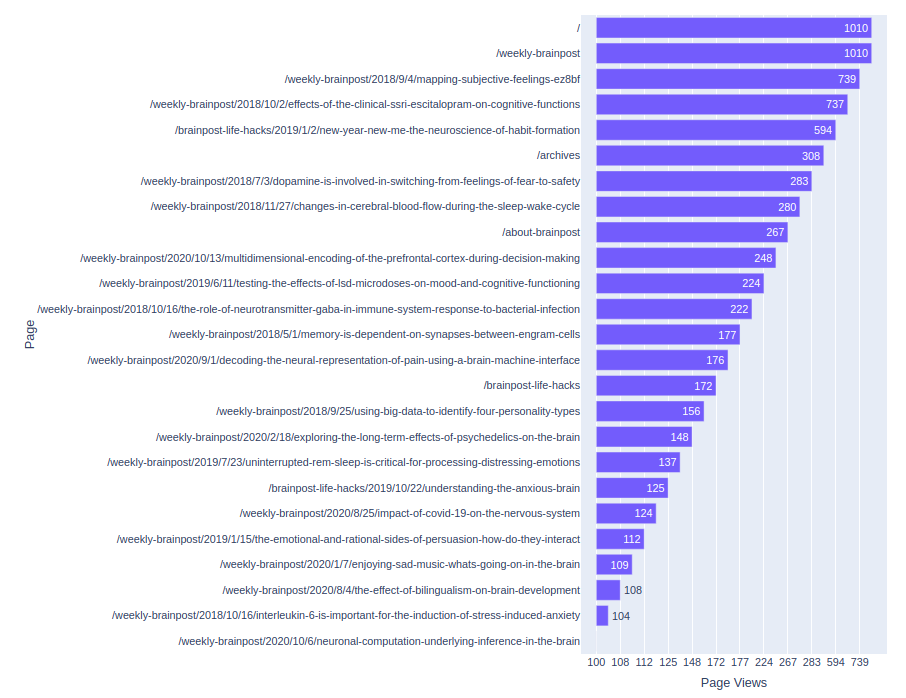 / 1010
/weekly-brainpost 1010
/weekly-brainpost/2018/9/4/mapping-subjective-feelings-ez8bf 739
/weekly-brainpost/2018/10/2/effects-of-the-clinical-ssri-escitalopram-on-cognitive-functions 737
/brainpost-life-hacks/2019/1/2/new-year-new-me-the-neuroscience-of-habit-formation 594
/archives 308
/weekly-brainpost/2018/7/3/dopamine-is-involved-in-switching-from-feelings-of-fear-to-safety 283
/weekly-brainpost/2018/11/27/changes-in-cerebral-blood-flow-during-the-sleep-wake-cycle 280
/about-brainpost 267
/weekly-brainpost/2020/10/13/multidimensional-encoding-of-the-prefrontal-cortex-during-decision-making 248
/weekly-brainpost/2019/6/11/testing-the-effects-of-lsd-microdoses-on-mood-and-cognitive-functioning 224
/weekly-brainpost/2018/10/16/the-role-of-neurotransmitter-gaba-in-immune-system-response-to-bacterial-infection 222
/weekly-brainpost/2018/5/1/memory-is-dependent-on-synapses-between-engram-cells 177
/weekly-brainpost/2020/9/1/decoding-the-neural-representation-of-pain-using-a-brain-machine-interface 176
/brainpost-life-hacks 172
/weekly-brainpost/2018/9/25/using-big-data-to-identify-four-personality-types 156
/weekly-brainpost/2020/2/18/exploring-the-long-term-effects-of-psychedelics-on-the-brain 148
/weekly-brainpost/2019/7/23/uninterrupted-rem-sleep-is-critical-for-processing-distressing-emotions 137
/brainpost-life-hacks/2019/10/22/understanding-the-anxious-brain 125
/weekly-brainpost/2020/8/25/impact-of-covid-19-on-the-nervous-system 124
/weekly-brainpost/2019/1/15/the-emotional-and-rational-sides-of-persuasion-how-do-they-interact 112
/weekly-brainpost/2020/1/7/enjoying-sad-music-whats-going-on-in-the-brain 109
/weekly-brainpost/2020/8/4/the-effect-of-bilingualism-on-brain-development 108
/weekly-brainpost/2018/10/16/interleukin-6-is-important-for-the-induction-of-stress-induced-anxiety 104
/weekly-brainpost/2020/10/6/neuronal-computation-underlying-inference-in-the-brain
Page
100 108 112 125 148 172 177 224 267 283 594 739
Page Views